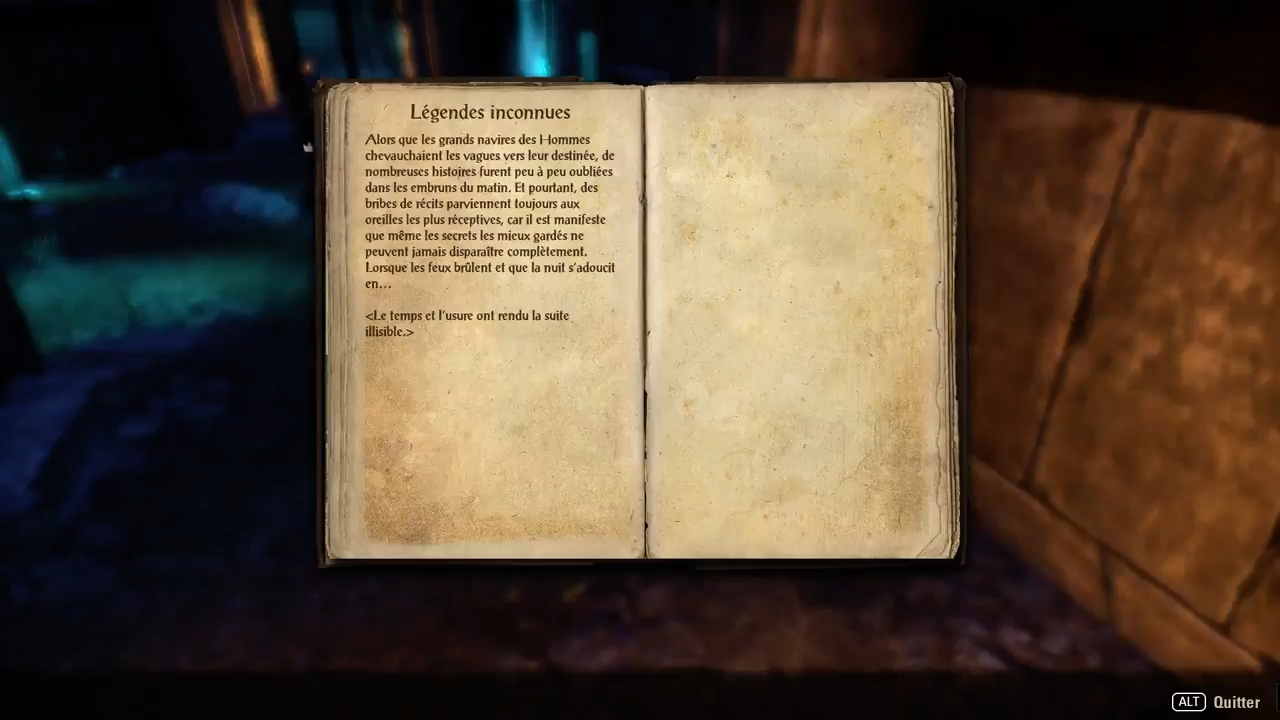 Légendes inconnues
Alors que les grands navires des Hommes
chevauchaient les vagues vers leur destinée, de
nombreuses histoires furent peu à peu oubliées
dans les embruns du matin. Et pourtant, des
bribes de récits parviennent toujours aux
oreilles les plus réceptives, car il est manifeste
que même les secrets les mieux gardés ne
peuvent jamais disparaître complètement.
Lorsque les feux brûlent et que la nuit s'adoucit
en...
<Le temps et l'usure ont rendu la suite
illisible.>
ALT Quitter